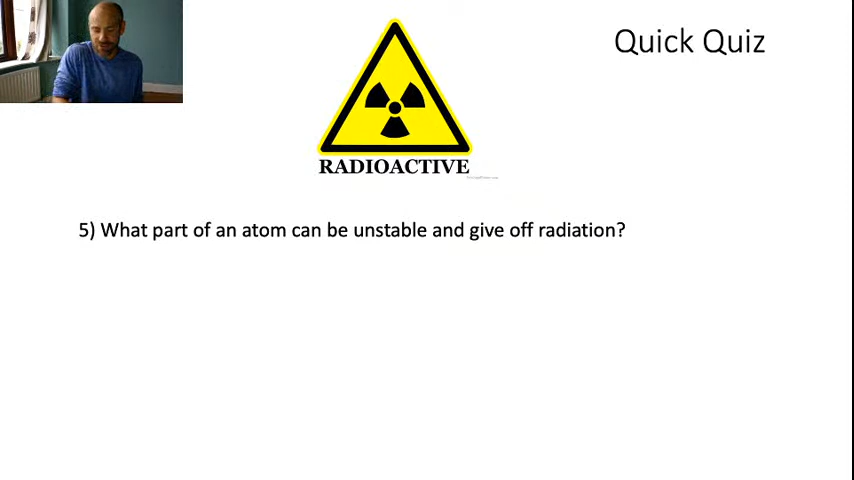 Quick Quiz
RADIOACTIVE
5) What part of an atom can be unstable and give off radiation?